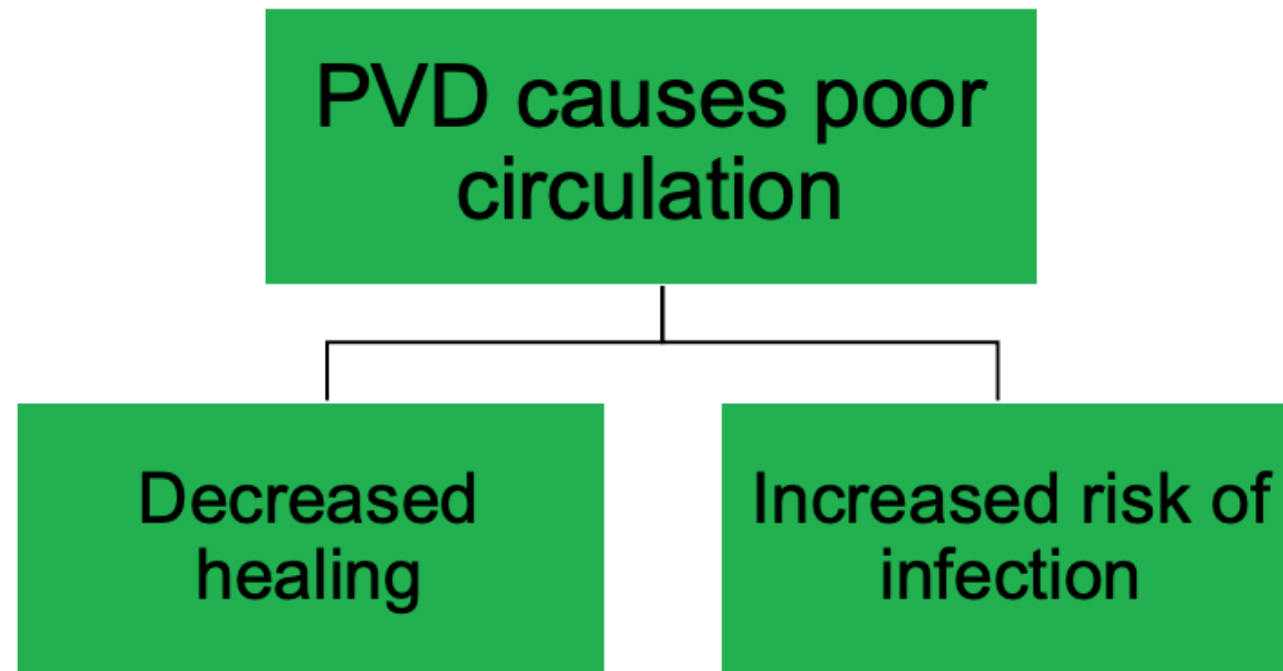 PVD causes poor
circulation
Decreased
healing
Increased risk of
infection